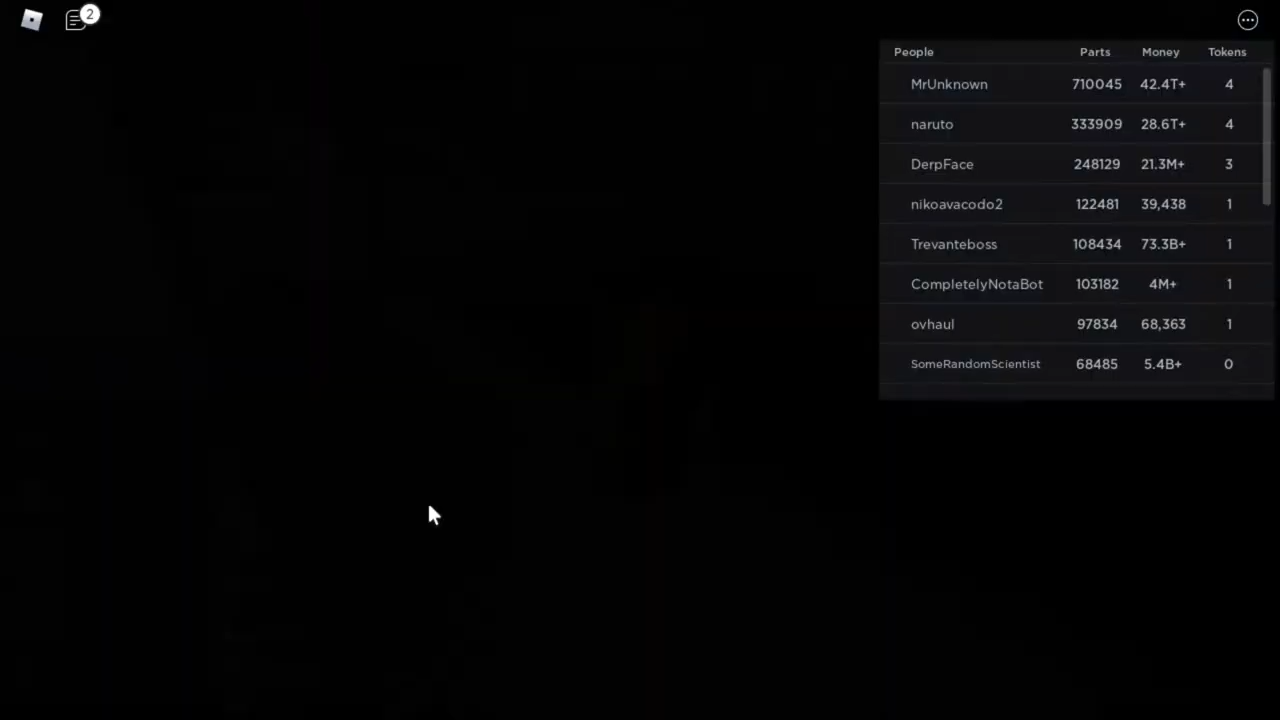 2
People Parts Money Tokens
MrUnknown 710045 42.4T+ 4
naruto 333909 28.6T+ 4
DerpFace 248129 21.3M+ 3
nikoavacodo2 122481 39,438 1
Trevanteboss 108434 73.3B+ 1
CompletelyNotaBot 103182 4M+ 1
ovhaul 97834 68,363 1
SomeRandomScientist 68485 5.4B+ 0